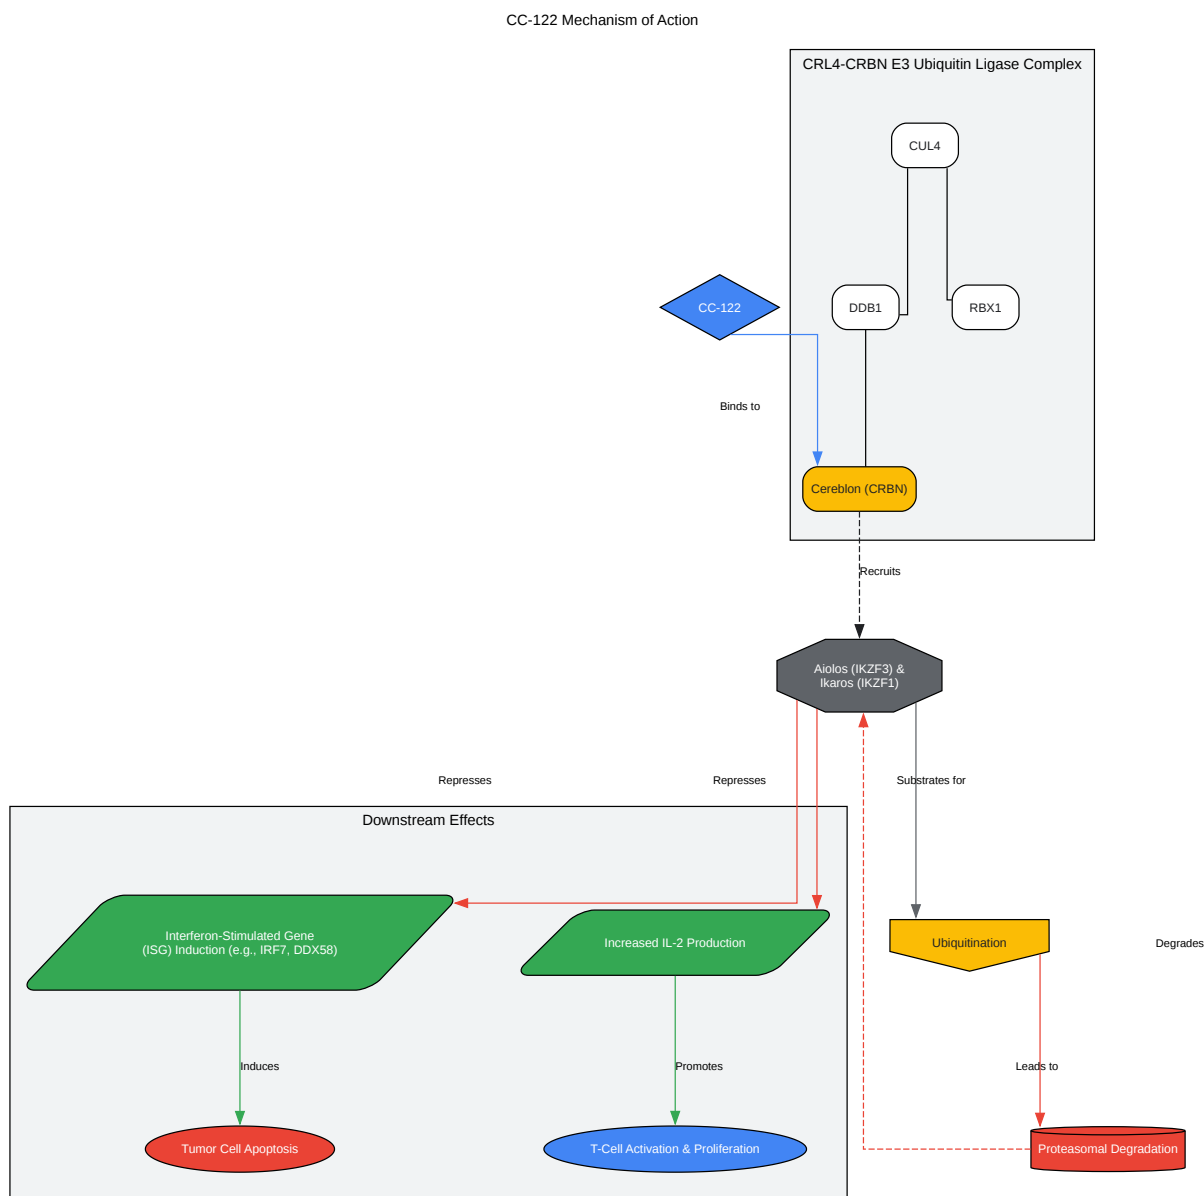 CC-122 Mechanism of Action
CRL4-CRBN E3 Ubiquitin Ligase Complex
CUL4
CC-122
DDB1
RBX1
Binds to
Cereblon (CRBN)
Recruits
Aiolos (IKZF3) &
Ikaros (IKZF1)
Represses
Represses
Substrates for
Downstream Effects
Interferon-Stimulated Gene
(ISG) Induction (e.g., IRF7, DDX58)
Increased IL-2 Production
Ubiquitination
Degrades
Induces
Promotes
Leads to
Tumor Cell Apoptosis
T-Cell Activation & Proliferation
Proteasomal Degradation